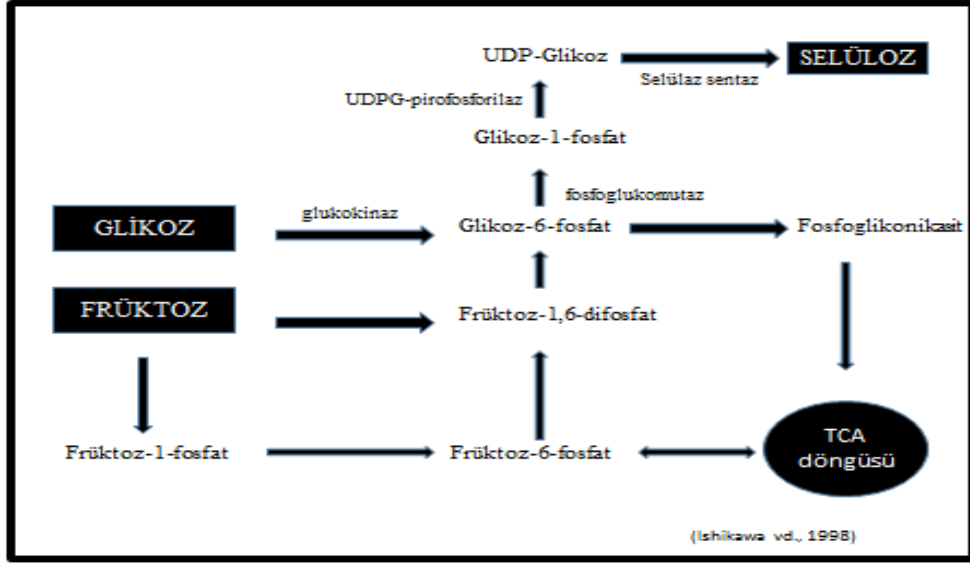 UDP-Glikoz
SELÜLOZ
Selülaz sentaz
UDPG-pirofosforilaz
Glikoz-1-fosfat
fosfoglukomutaz
GLİKOZ
glukokinaz
Glikoz-6-fosfat
Fosfoglikonikasit
FRÜKTOZ
Früktoz-1,6-difosfat
Früktoz-1-fosfat
Früktoz-6-fosfat
TCA
döngüsü
(Ishikawa vd., 1998)